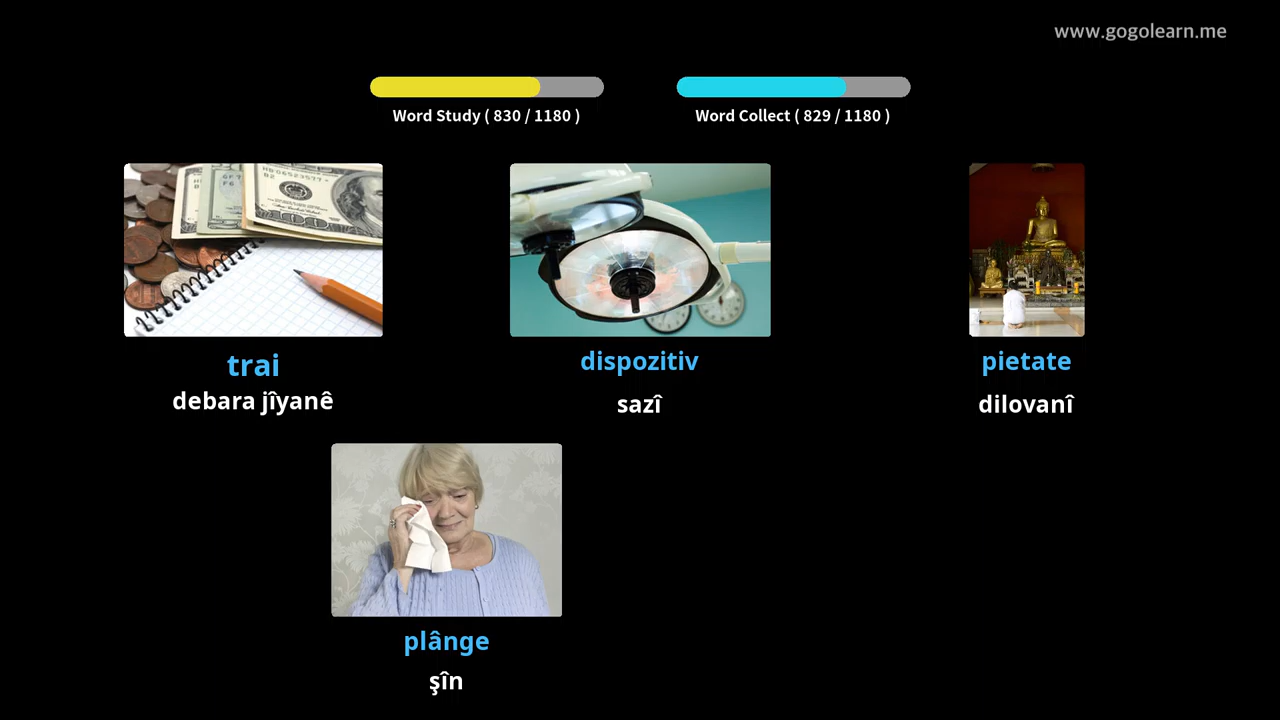 www.gogolearn.me
Word Study ( 830 / 1180 )
Word Collect ( 829 / 1180 )
trai
debara jîyanê
dispozitiv
sazî
pietate
dilovanî
plânge
şîn